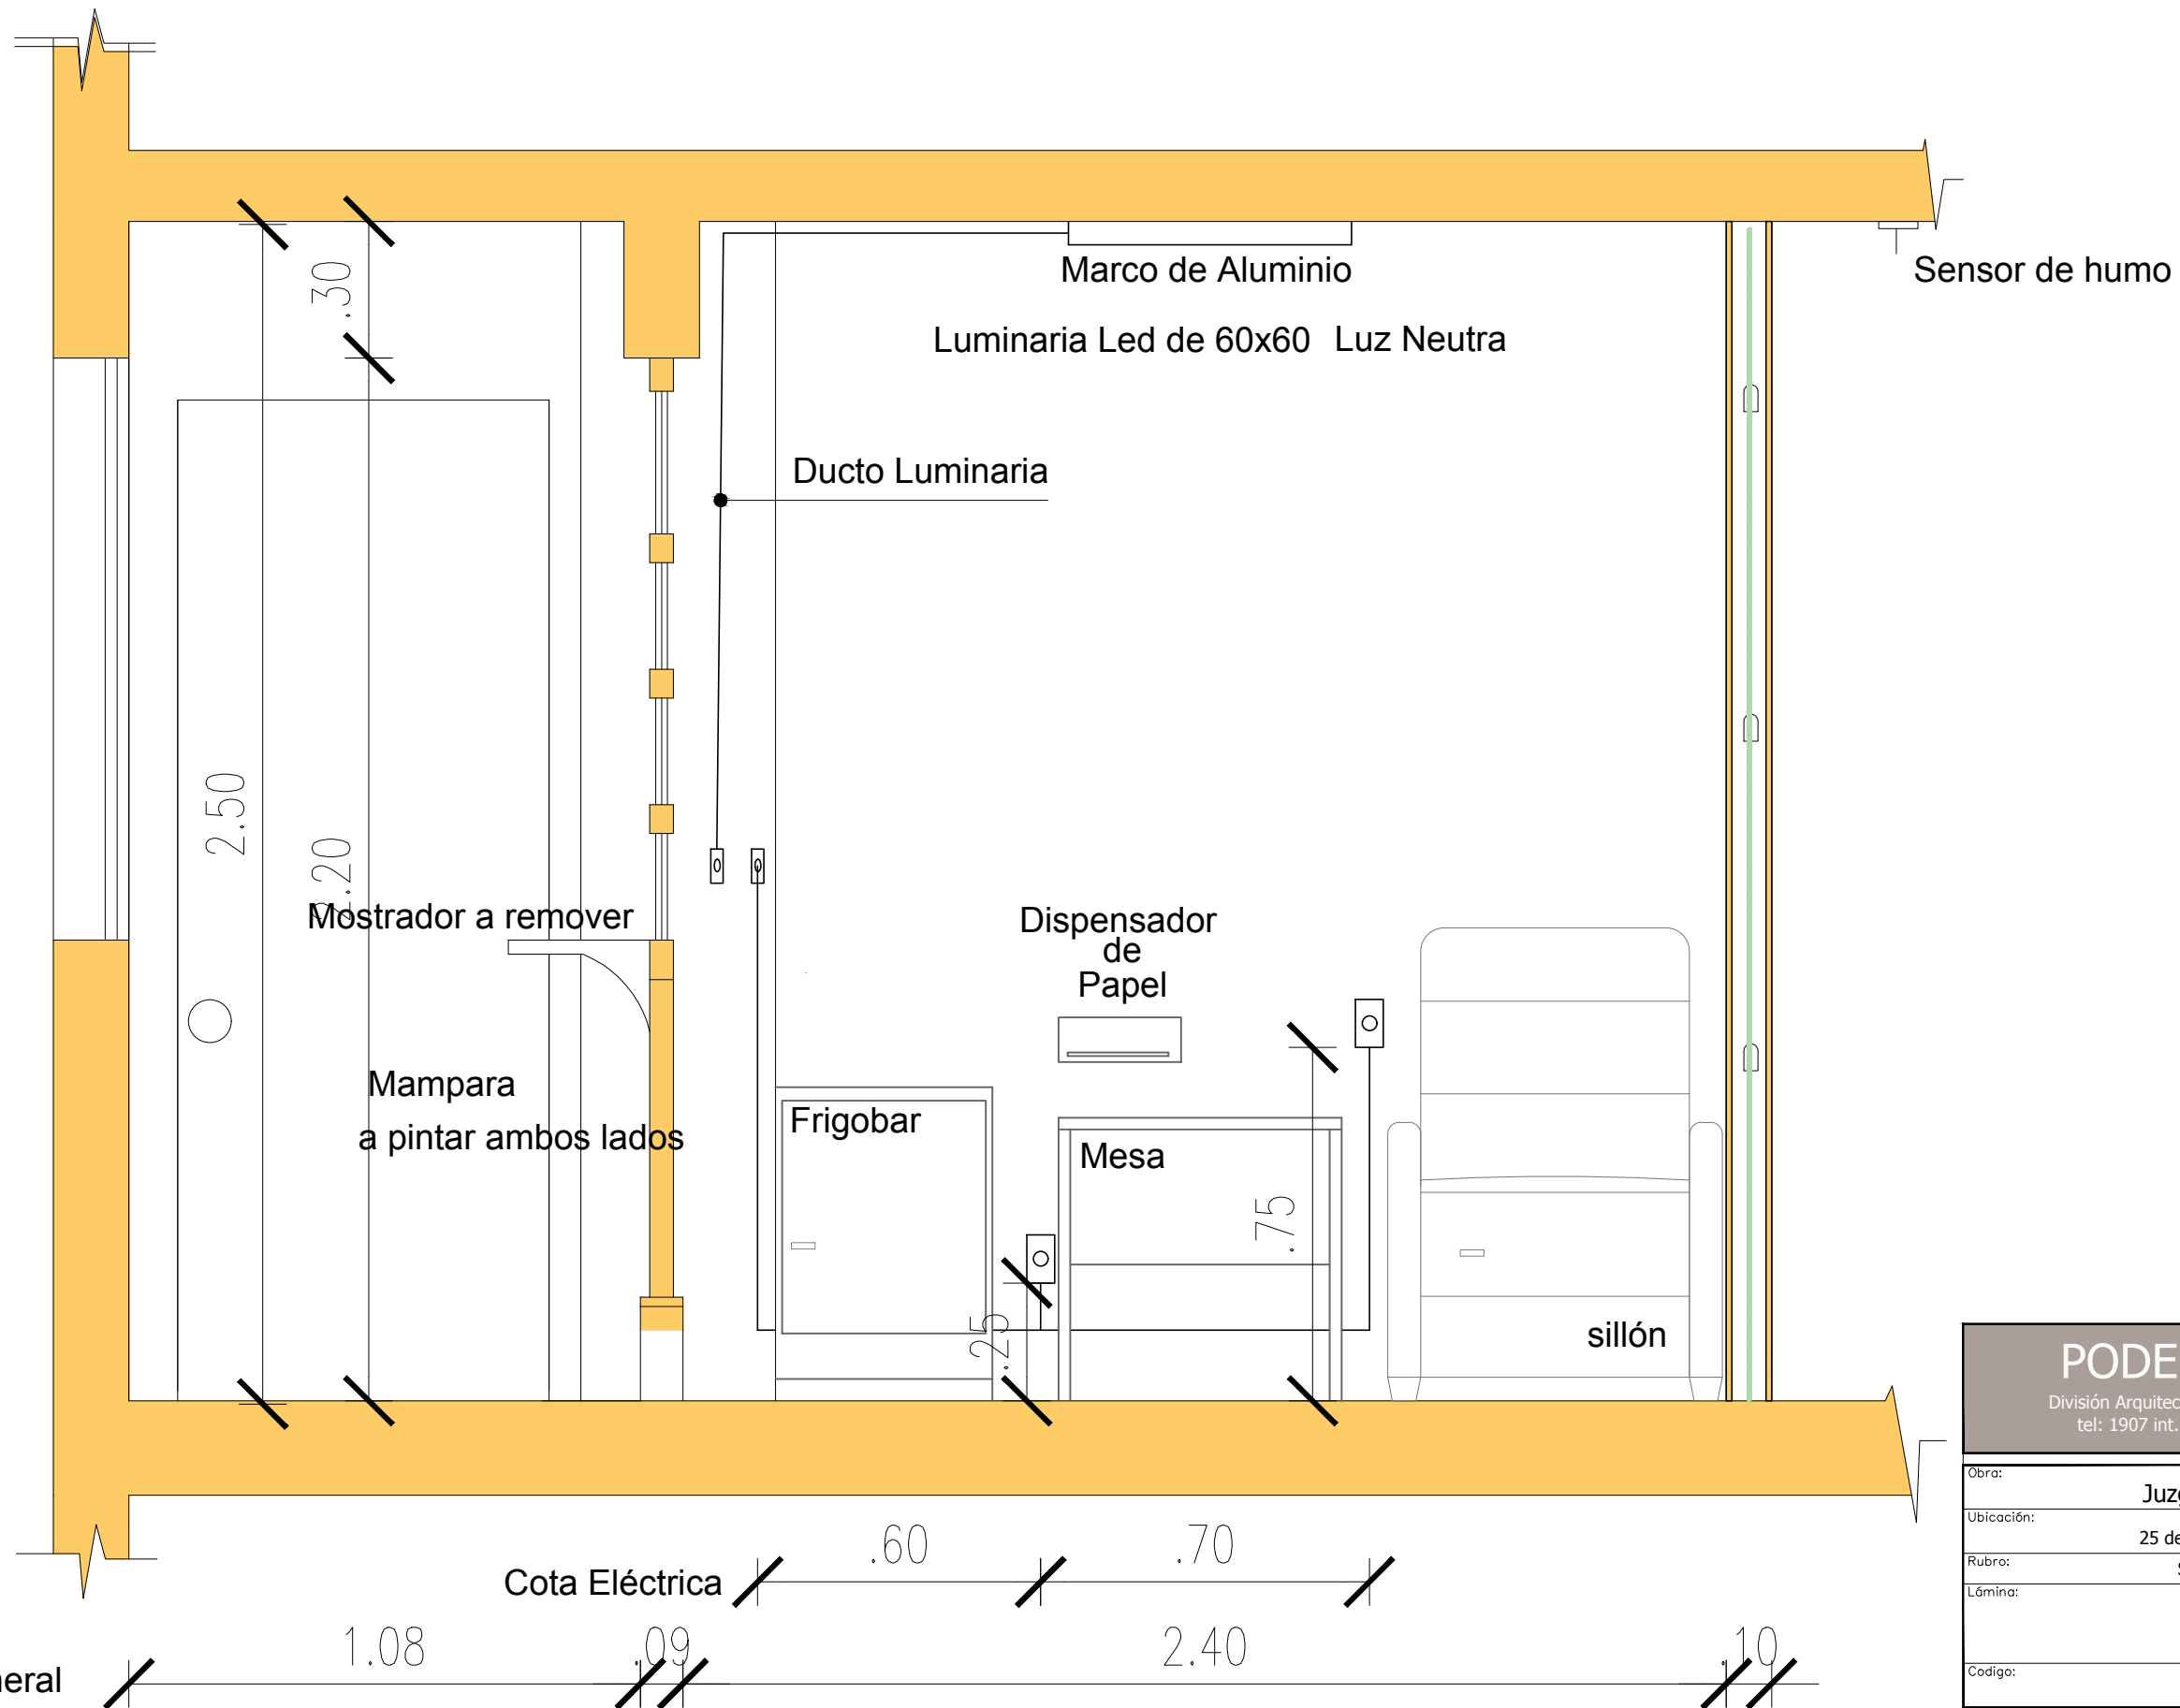 .30
Marco de Aluminio
Sensor de humo
Luminaria Led de 60x60 Luz Neutra
Ducto Luminaria
2.50
2.20
Mostrador a remover
Dispensador
de
Papel
Mampara
a pintar ambos lados
Frigobar
Mesa
.75
.25
sillón
PODE
División Arquitec
tel: 1907 int.
Obra:
Juz
Ubicación:
25 de
Rubro:
Lámina:
Codigo:
Cota Eléctrica
.60
.70
neral
1.08
.09
2.40
.10